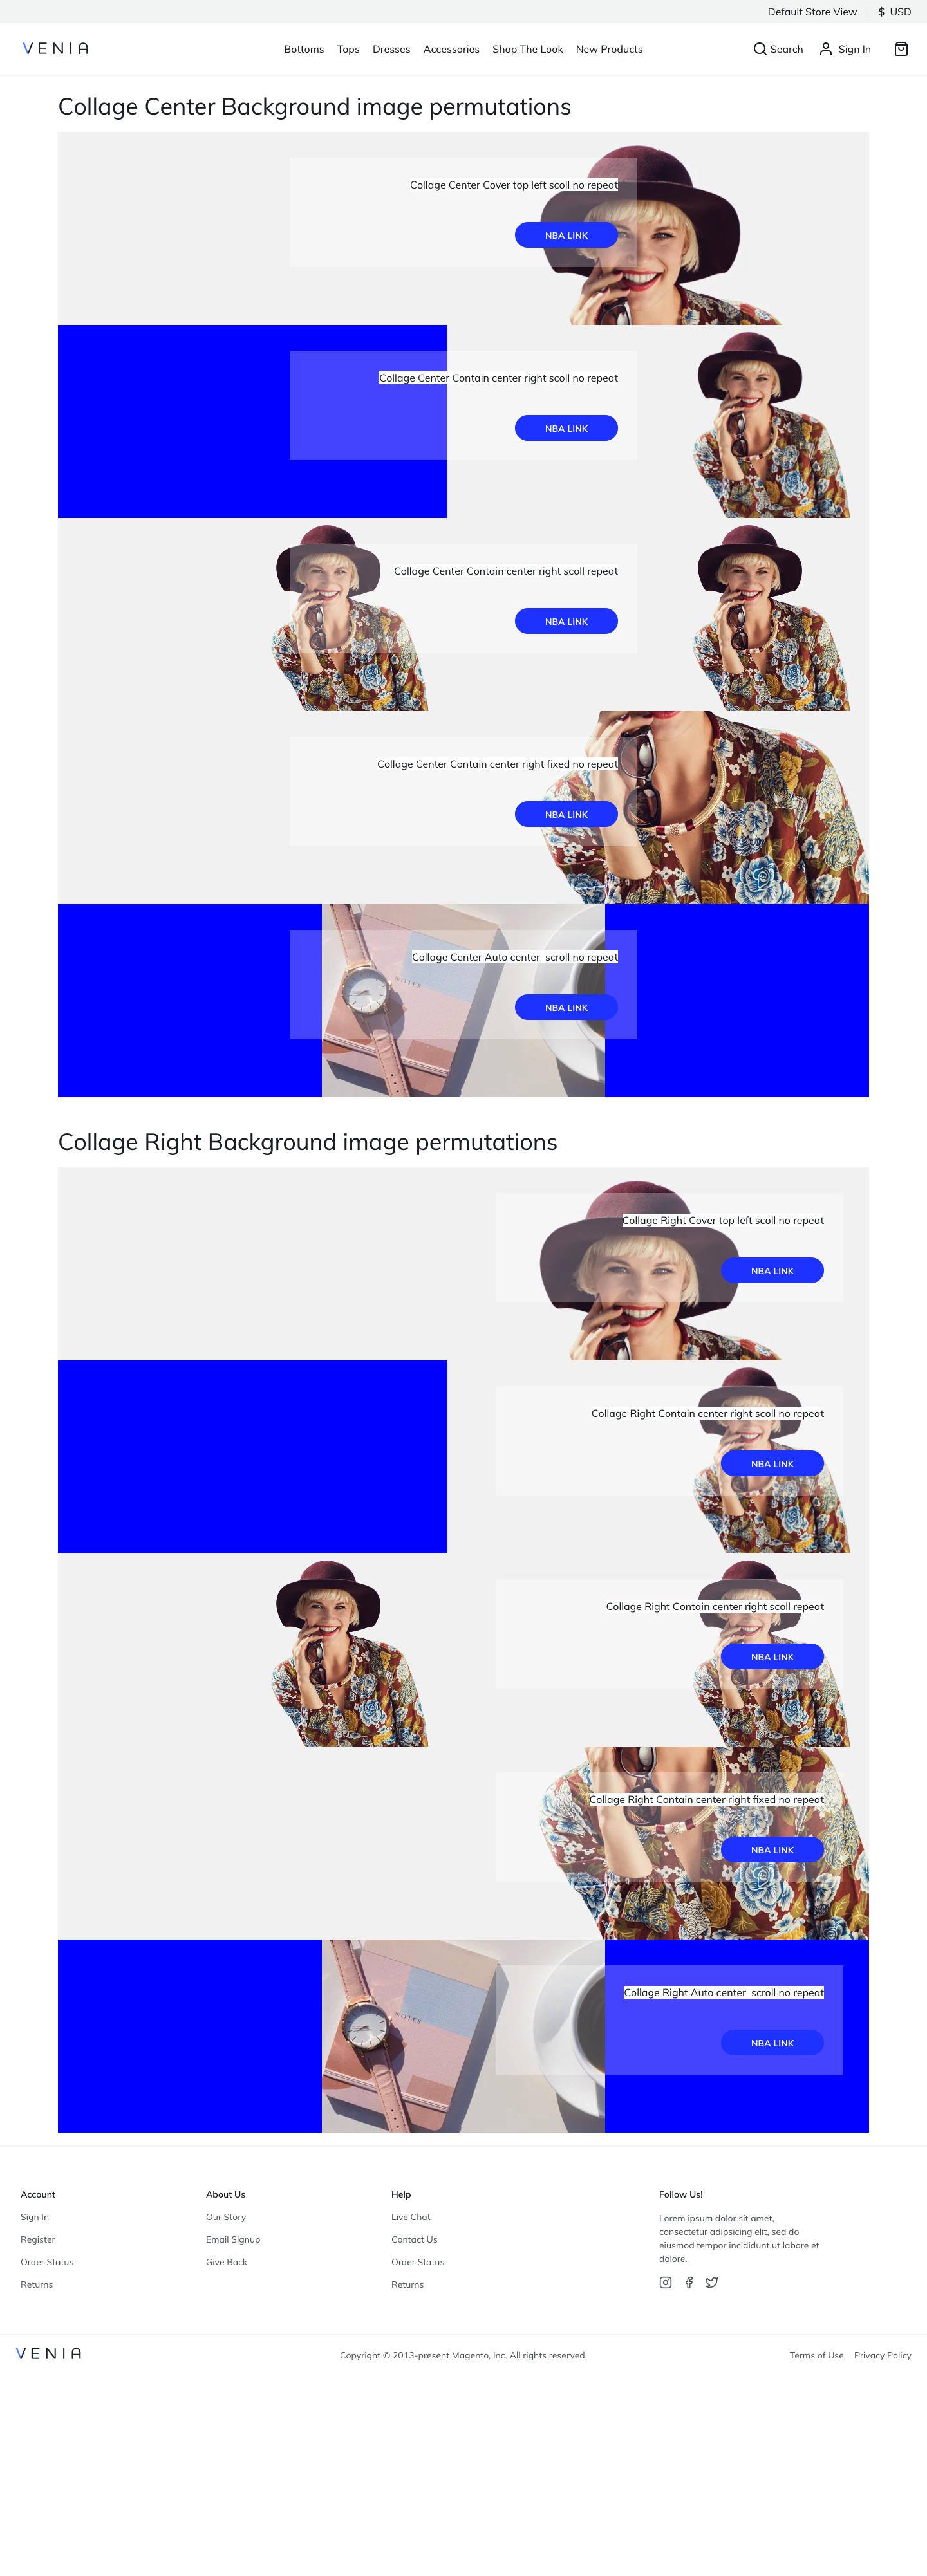 Default Store View $ USD
VENIA Bottoms Tops Dresses Accessories Shop The Look New Products Search Sign In
Collage Center Background image permutations
Collage Center Cover top left scoll no repeat
NBA LINK
Collage Center Contain center right scoll no repeat
NBA LINK
Collage Center Contain center right scoll repeat
NBA LINK
Collage Center Contain center right fixed no repeat
NBA LINK
NOTES
Collage Center Auto center  scroll no repeat
NBA LINK
Collage Right Background image permutations
Collage Right Cover top left scoll no repeat
NBA LINK
Collage Right Contain center right scoll no repeat
NBA LINK
Collage Right Contain center right scoll repeat
NBA LINK
Collage Right Contain center right fixed no repeat
NBA LINK
Collage Right Auto center  scroll no repeat
NOTES
NBA LINK
Account
Sign In
Register
Order Status
Returns
About Us
Our Story
Email Signup
Give Back
Help
Live Chat
Contact Us
Order Status
Returns
Follow Us!
Lorem ipsum dolor sit amet,
consectetur adipsicing elit, sed do
eiusmod tempor incididunt ut labore et
dolore.
VENIA Copyright © 2013-present Magento, Inc. All rights reserved. Terms of Use Privacy Policy